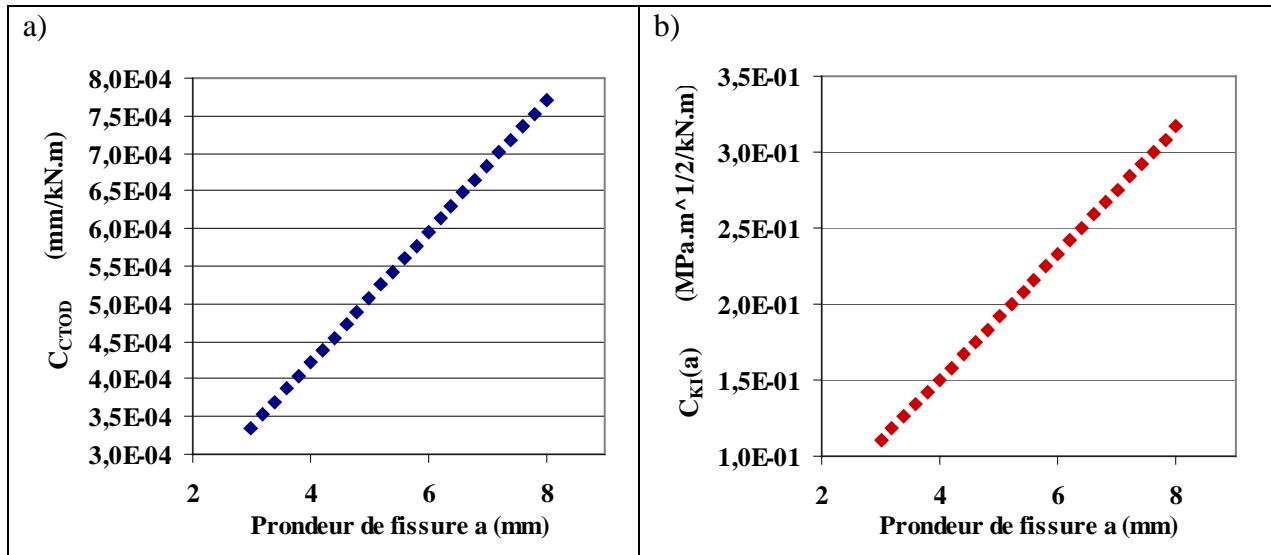 a)
C_CTOD (mm/kN.m)
8,0E-04
7,5E-04
7,0E-04
6,5E-04
6,0E-04
5,5E-04
5,0E-04
4,5E-04
4,0E-04
3,5E-04
3,0E-04
2 4 6 8
Prondeur de fissure a (mm)
b)
C_KI(a) (MPa.m^1/2/kN.m)
3,5E-01
3,0E-01
2,5E-01
2,0E-01
1,5E-01
1,0E-01
2 4 6 8
Prondeur de fissure a (mm)